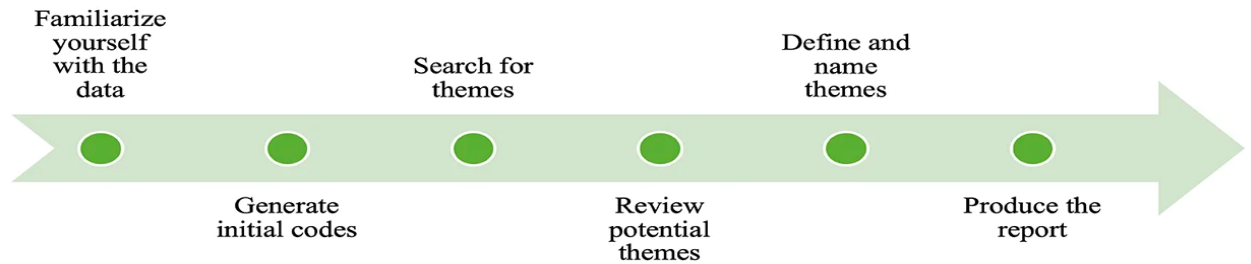 Familiarize
yourself
with the
data
Generate
initial codes
Search for
themes
Review
potential
themes
Define and
name
themes
Produce the
report